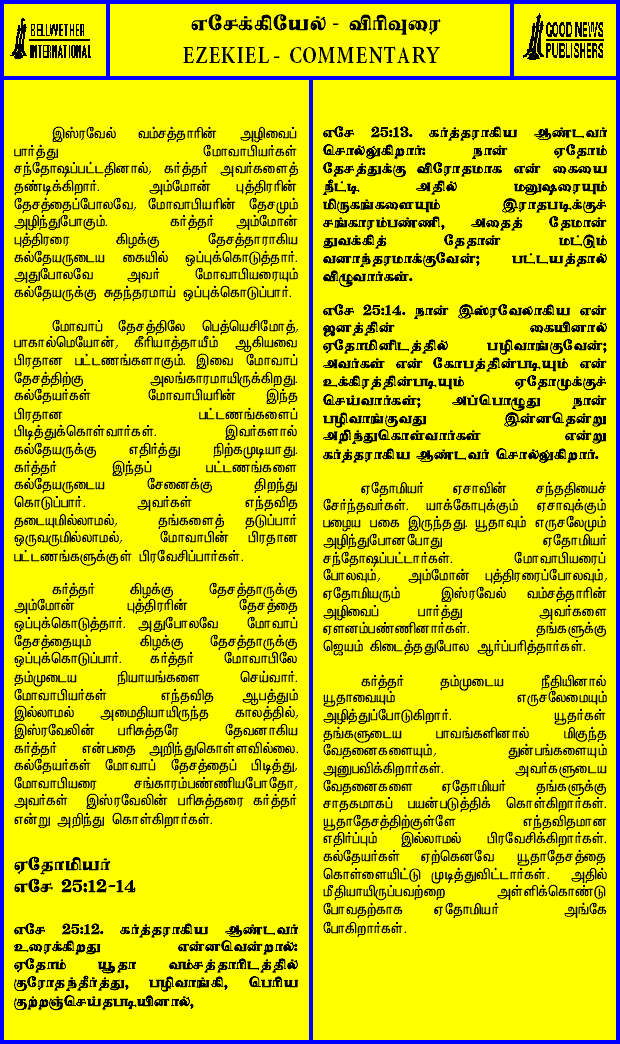 BELLWETHER
INTERNATIONAL
எசேக்கியேல் - விரிவுரை
EZEKIEL - COMMENTARY
GOOD NEWS
PUBLISHERS
இஸ்ரவேல் வம்சத்தாரின் அழிவைப்
பார்த்து மோவாபியர்கள்
சந்தோஷப்பட்டதினால், கர்த்தர் அவர்களைத்
தண்டிக்கிறார். அம்மோன் புத்திரரின்
தேசத்தைப்போலவே, மோவாபியரின் தேசமும்
அழிந்துபோகும். கர்த்தர் அம்மோன்
புத்திரரை கிழக்கு தேசத்தாராகிய
கல்தேயருடைய கையில் ஒப்புக்கொடுத்தார்.
அதுபோலவே அவர் மோவாபியரையும்
கல்தேயருக்கு சுதந்தரமாய் ஒப்புக்கொடுப்பார்.
மோவாப் தேசத்திலே பெத்யெசிமோத்,
பாகால்மெயோன், கீரியாத்தாயீம் ஆகியவை
பிரதான பட்டணங்களாகும். இவை மோவாப்
தேசத்திற்கு அலங்காரமாயிருக்கிறது.
கல்தேயர்கள் மோவாபியரின் இந்த
பிரதான பட்டணங்களைப்
பிடித்துக்கொள்வார்கள். இவர்களால்
கல்தேயருக்கு எதிர்த்து நிற்கமுடியாது.
கர்த்தர் இந்தப் பட்டணங்களை
கல்தேயருடைய சேனைக்கு திறந்து
கொடுப்பார். அவர்கள் எந்தவித
தடையுமில்லாமல், தங்களைத் தடுப்பார்
ஒருவருமில்லாமல், மோவாபின் பிரதான
பட்டணங்களுக்குள் பிரவேசிப்பார்கள்.
கர்த்தர் கிழக்கு தேசத்தாருக்கு
அம்மோன் புத்திரரின் தேசத்தை
ஒப்புக்கொடுத்தார். அதுபோலவே மோவாப்
தேசத்தையும் கிழக்கு தேசத்தாருக்கு
ஒப்புக்கொடுப்பார். கர்த்தர் மோவாபிலே
தம்முடைய நியாயங்களை செய்வார்.
மோவாபியர்கள் எந்தவித ஆபத்தும்
இல்லாமல் அமைதியாயிருந்த காலத்தில்,
இஸ்ரவேலின் பரிசுத்தரே தேவனாகிய
கர்த்தர் என்பதை அறிந்துகொள்ளவில்லை.
கல்தேயர்கள் மோவாப் தேசத்தைப் பிடித்து,
மோவாபியரை சங்காரம்பண்ணியபோதோ,
அவர்கள் இஸ்ரவேலின் பரிசுத்தரை கர்த்தர்
என்று அறிந்து கொள்கிறார்கள்.
ஏதோமியர்
எசே 25:12-14
எசே 25:12. கர்த்தராகிய ஆண்டவர்
உரைக்கிறது என்னவென்றால்:
ஏதோம் யூதா வம்சத்தாரிடத்தில்
குரோதந்தீர்த்து, பழிவாங்கி, பெரிய
குற்றஞ்செய்தபடியினால்,
எசே 25:13. கர்த்தராகிய ஆண்டவர்
சொல்லுகிறார்: நான் ஏதோம்
தேசத்துக்கு விரோதமாக என் கையை
நீட்டி அதில் மனுஷரையும்
மிருகங்களையும் இராதபடிக்குச்
சங்காரம்பண்ணி, அதைத் தேமான்
துவக்கித் தேதான் மட்டும்
வனாந்தரமாக்குவேன்; பட்டயத்தால்
விழுவார்கள்.
எசே 25:14. நான் இஸ்ரவேலாகிய என்
ஜனத்தின் கையினால்
ஏதோமினிடத்தில் பழிவாங்குவேன்;
அவர்கள் என் கோபத்தின்படியும் என்
உக்கிரத்தின்படியும் ஏதோமுக்குச்
செய்வார்கள்; அப்பொழுது நான்
பழிவாங்குவது இன்னதென்று
அறிந்துகொள்வார்கள் என்று
கர்த்தராகிய ஆண்டவர் சொல்லுகிறார்.
ஏதோமியர் ஏசாவின் சந்ததியைச்
சேர்ந்தவர்கள். யாக்கோபுக்கும் ஏசாவுக்கும்
பழைய பகை இருந்தது. யூதாவும் எருசலேமும்
அழிந்துபோனபோது ஏதோமியர்
சந்தோஷப்பட்டார்கள். மோவாபியரைப்
போலவும், அம்மோன் புத்திரரைப்போலவும்,
ஏதோமியரும் இஸ்ரவேல் வம்சத்தாரின்
அழிவைப் பார்த்து அவர்களை
ஏளனம்பண்ணினார்கள். தங்களுக்கு
ஜெயம் கிடைத்ததுபோல ஆர்ப்பரித்தார்கள்.
கர்த்தர் தம்முடைய நீதியினால்
யூதாவையும் எருசலேமையும்
அழித்துப்போடுகிறார். யூதர்கள்
தங்களுடைய பாவங்களினால் மிகுந்த
வேதனைகளையும், துன்பங்களையும்
அனுபவிக்கிறார்கள். அவர்களுடைய
வேதனைகளை ஏதோமியர் தங்களுக்கு
சாதகமாகப் பயன்படுத்திக் கொள்கிறார்கள்.
யூதாதேசத்திற்குள்ளே எந்தவிதமான
எதிர்ப்பும் இல்லாமல் பிரவேசிக்கிறார்கள்.
கல்தேயர்கள் ஏற்கெனவே யூதாதேசத்தை
கொள்ளையிட்டு முடித்துவிட்டார்கள். அதில்
மீதியாயிருப்பவற்றை அள்ளிக்கொண்டு
போவதற்காக ஏதோமியர் அங்கே
போகிறார்கள்.